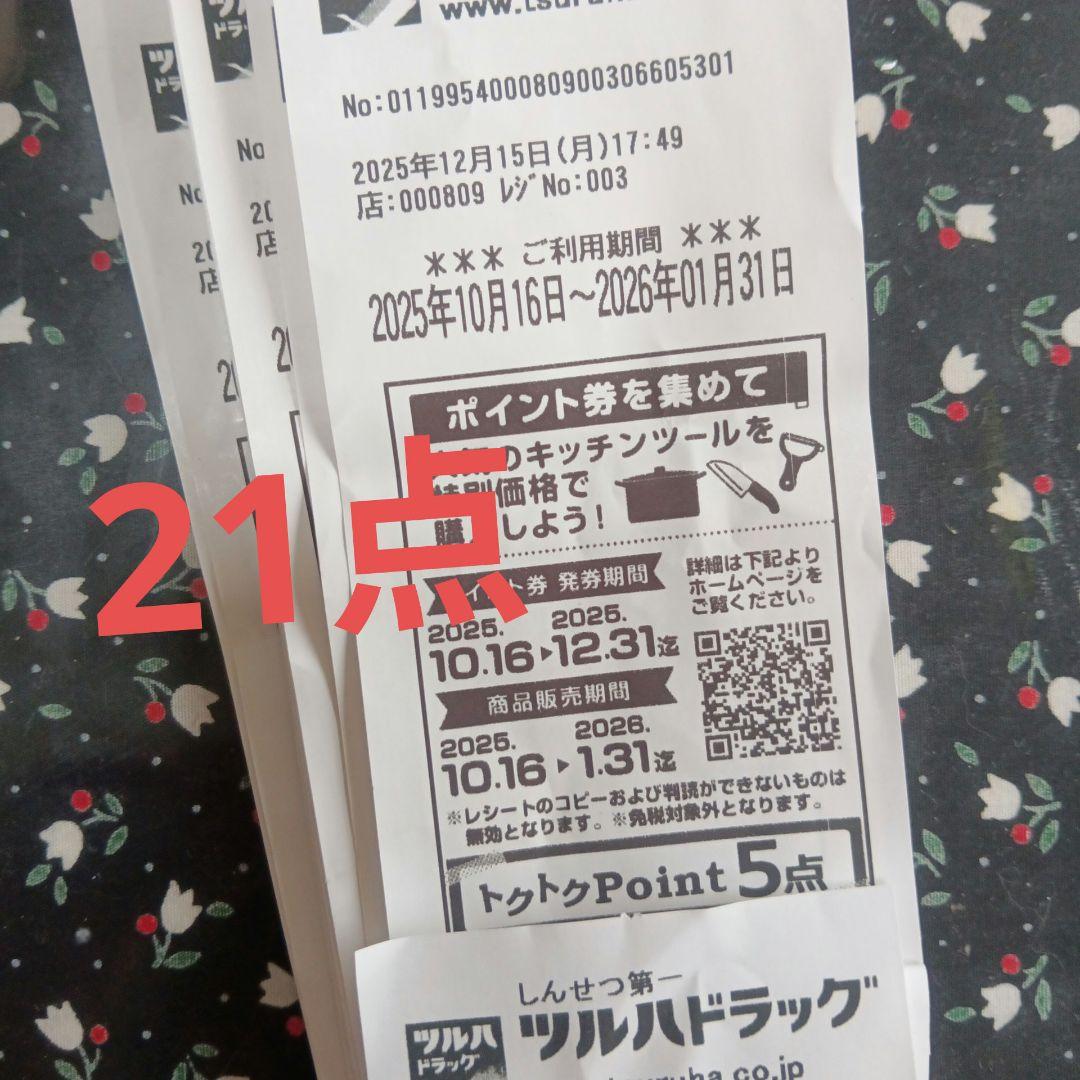 ツルハ
ドラ
No:011995400080900306605301
2025年12月15日(月)17:49
店:000809 レジNo:003
*** ご利用期間 ***
2025年10月16日~2026年01月31日
ポイント券を集めて
のキッチンツールを
特別価格で
購 しよう!
21点
イント券 発券期間
2025. 2025.
10.16▶12.31迄
詳細は下記より
ホームページを
ご覧ください。
商品販売期間
2025. 2026.
10.16▶1.31迄
※レシートのコピーおよび判読ができないものは
無効となります。※免税対象外となります。
トクトクPoint 5点
しんせつ第一
ツルハドラッグ
ツルハ
ドラッグ